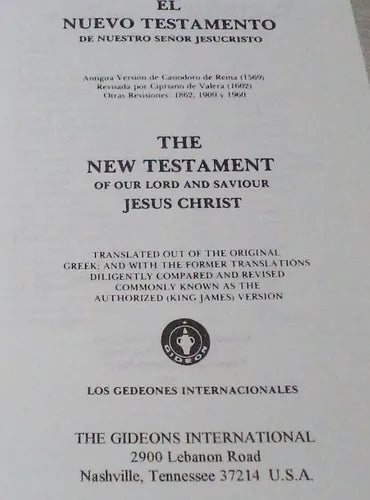 EL
NUEVO TESTAMENTO
DE NUESTRO SEÑOR JESUCRISTO
Antigua Versión de Casiodoro de Reina (1569)
Revisada por Cipriano de Valera (1602)
Otras Revisiones: 1862, 1909 y 1960
THE
NEW TESTAMENT
OF OUR LORD AND SAVIOUR
JESUS CHRIST
TRANSLATED OUT OF THE ORIGINAL
GREEK; AND WITH THE FORMER TRANSLATIONS
DILIGENTLY COMPARED AND REVISED
COMMONLY KNOWN AS THE
AUTHORIZED (KING JAMES) VERSION
GIDEON
LOS GEDEONES INTERNACIONALES
THE GIDEONS INTERNATIONAL
2900 Lebanon Road
Nashville, Tennessee 37214 U.S.A.